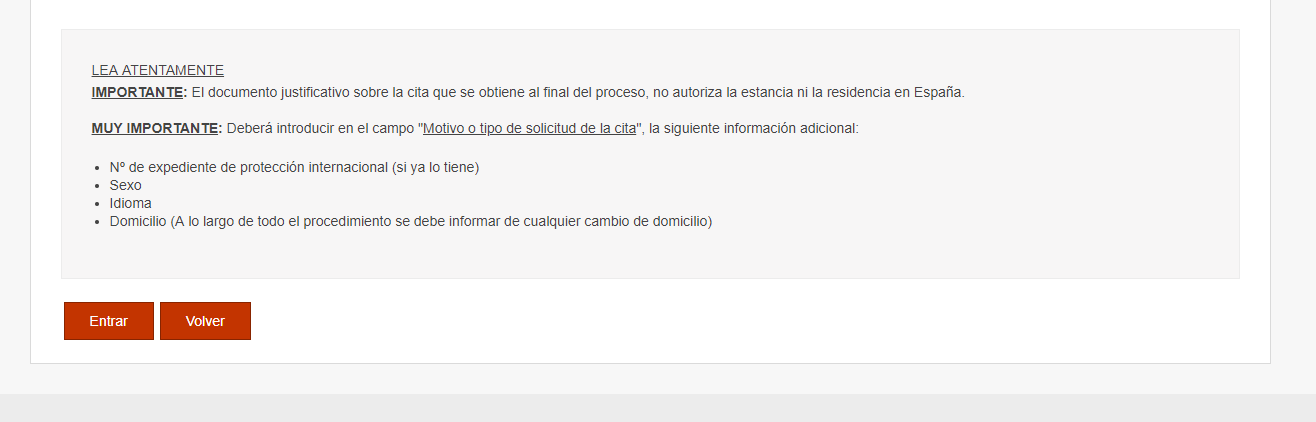 LEA ATENTAMENTE
IMPORTANTE: El documento justificativo sobre la cita que se obtiene al final del proceso, no autoriza la estancia ni la residencia en España.
MUY IMPORTANTE: Deberá introducir en el campo "Motivo o tipo de solicitud de la cita", la siguiente información adicional:
• Nº de expediente de protección internacional (si ya lo tiene)
• Sexo
• Idioma
• Domicilio (A lo largo de todo el procedimiento se debe informar de cualquier cambio de domicilio)
Entrar Volver